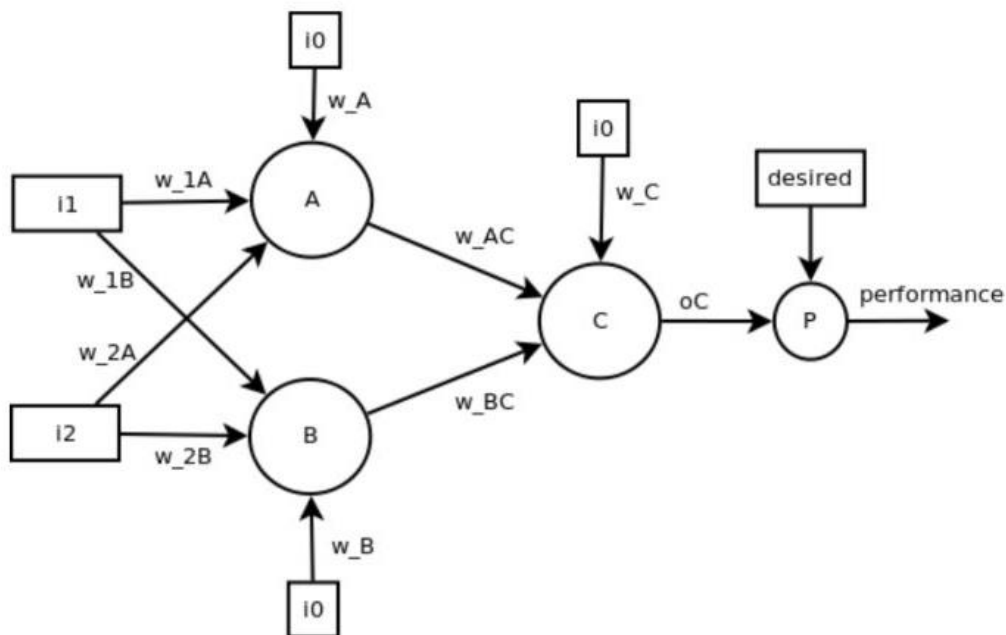 i0
w_A
i0
w_1A
desired
i1
A
w_C
w_AC
w_1B
oC
performance
C
P
w_2A
w_BC
i2
B
w_2B
w_B
i0